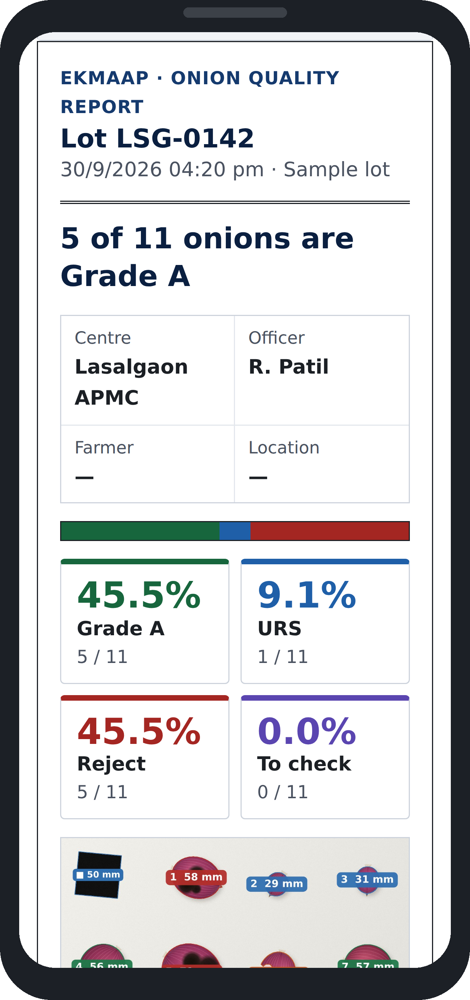 EKMAAP · ONION QUALITY
REPORT
Lot LSG-0142
30/9/2026 04:20 pm · Sample lot
5 of 11 onions are
Grade A
Centre
Lasalgaon
APMC
Officer
R. Patil
Farmer
—
Location
—
45.5%
Grade A
5 / 11
9.1%
URS
1 / 11
45.5%
Reject
5 / 11
0.0%
To check
0 / 11
50 mm
1 58 mm
2 29 mm
3 31 mm
4 56 mm
7 57 mm